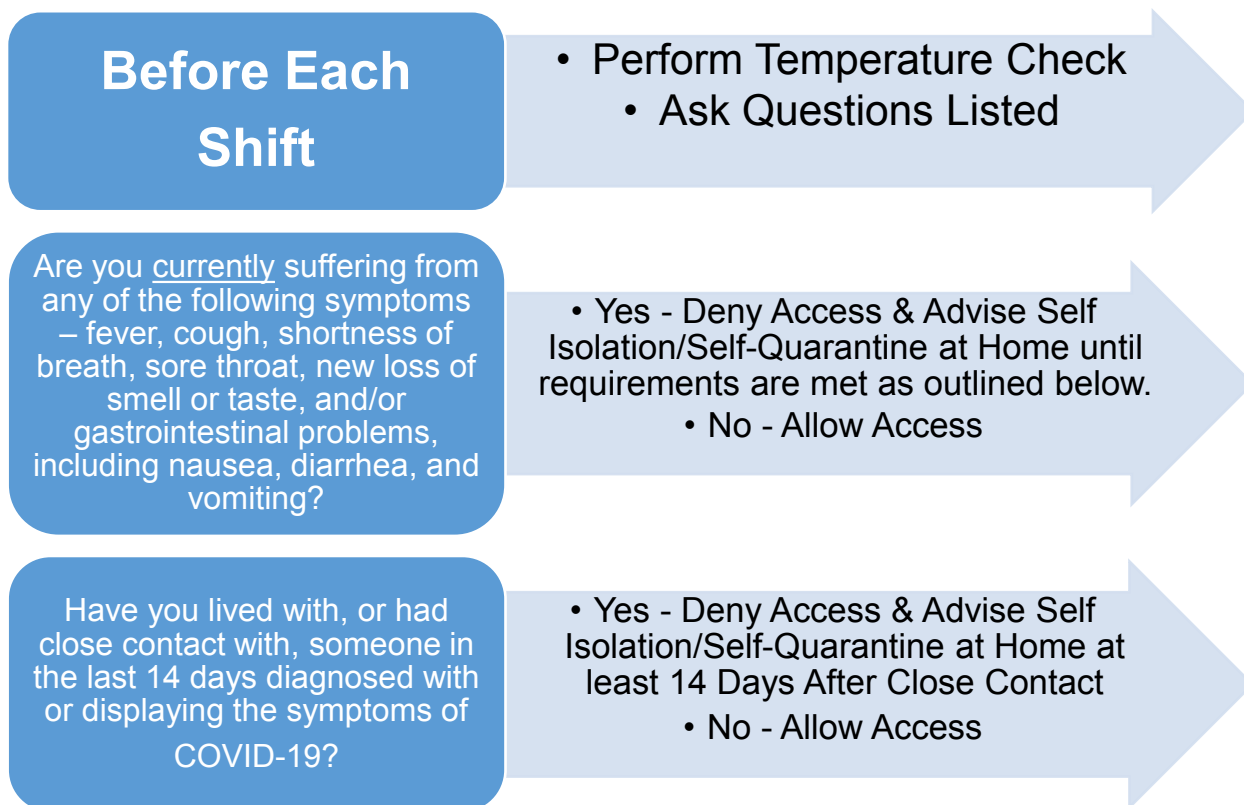 Before Each
Shift
• Perform Temperature Check
• Ask Questions Listed
Are you currently suffering from
any of the following symptoms
– fever, cough, shortness of
breath, sore throat, new loss of
smell or taste, and/or
gastrointestinal problems,
including nausea, diarrhea, and
vomiting?
• Yes - Deny Access & Advise Self
Isolation/Self-Quarantine at Home until
requirements are met as outlined below.
• No - Allow Access
Have you lived with, or had
close contact with, someone in
the last 14 days diagnosed with
or displaying the symptoms of
COVID-19?
• Yes - Deny Access & Advise Self
Isolation/Self-Quarantine at Home at
least 14 Days After Close Contact
• No - Allow Access